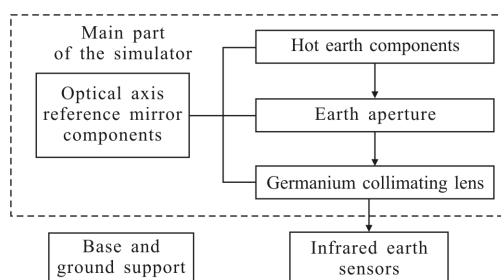 Main part
of the simulator
Hot earth components
Optical axis
reference mirror
components
Earth aperture
Germanium collimating lens
Base and
ground support
Infrared earth
sensors